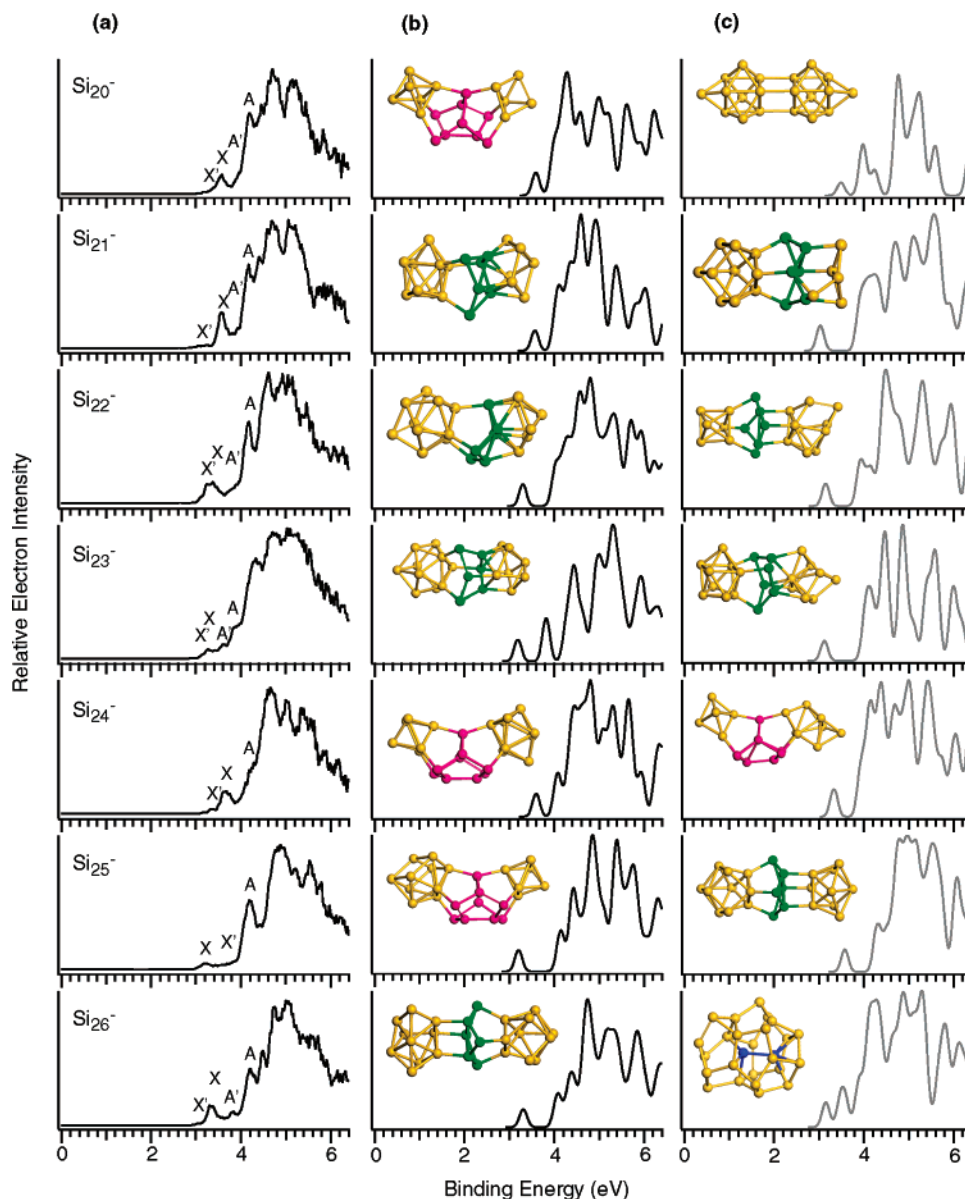 (a) (b) (c)
Relative Electron Intensity
Si20-
X' X A' A
Si21-
X' X A' A
Si22-
X' X A' A
Si23-
X' X A' A
Si24-
X' X A
Si25-
X X' A
Si26-
X' X A' A
0 2 4 6
0 2 4 6
0 2 4 6
Binding Energy (eV)